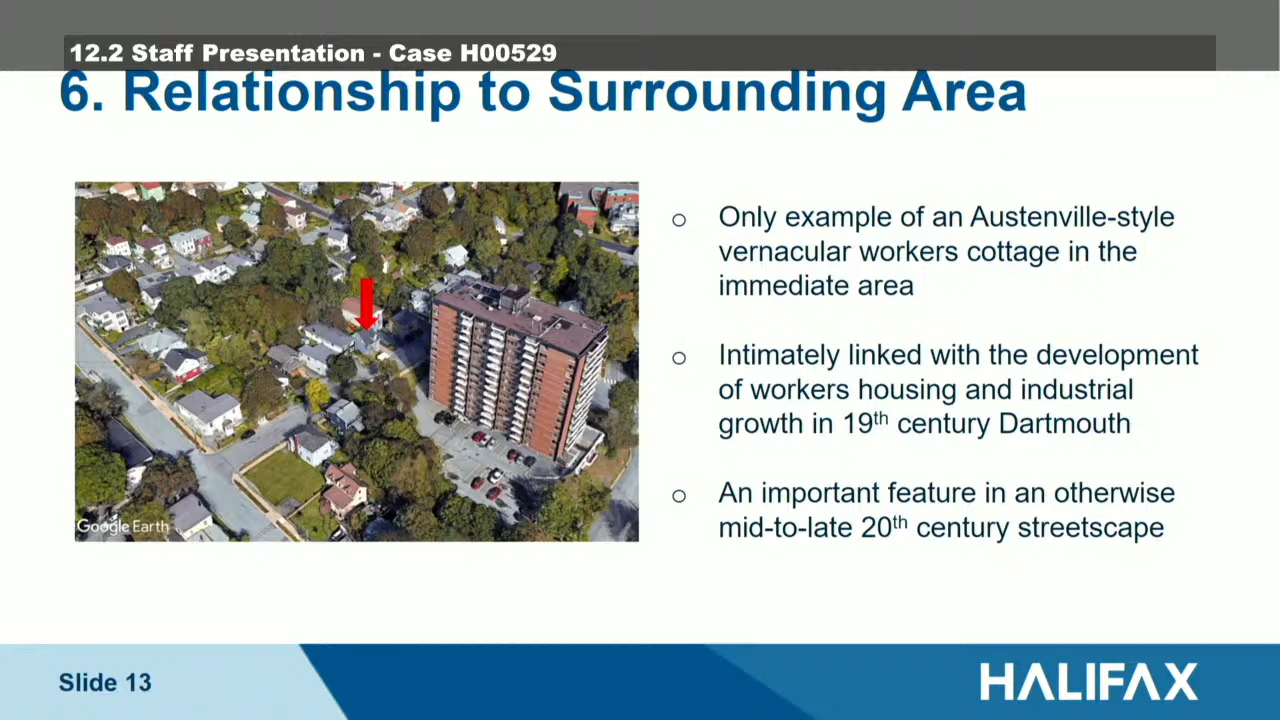 12.2 Staff Presentation - Case H00529
6. Relationship to Surrounding Area
Google Earth
o Only example of an Austenville-style
vernacular workers cottage in the
immediate area
o Intimately linked with the development
of workers housing and industrial
growth in 19th century Dartmouth
o An important feature in an otherwise
mid-to-late 20th century streetscape
Slide 13
HALIFAX